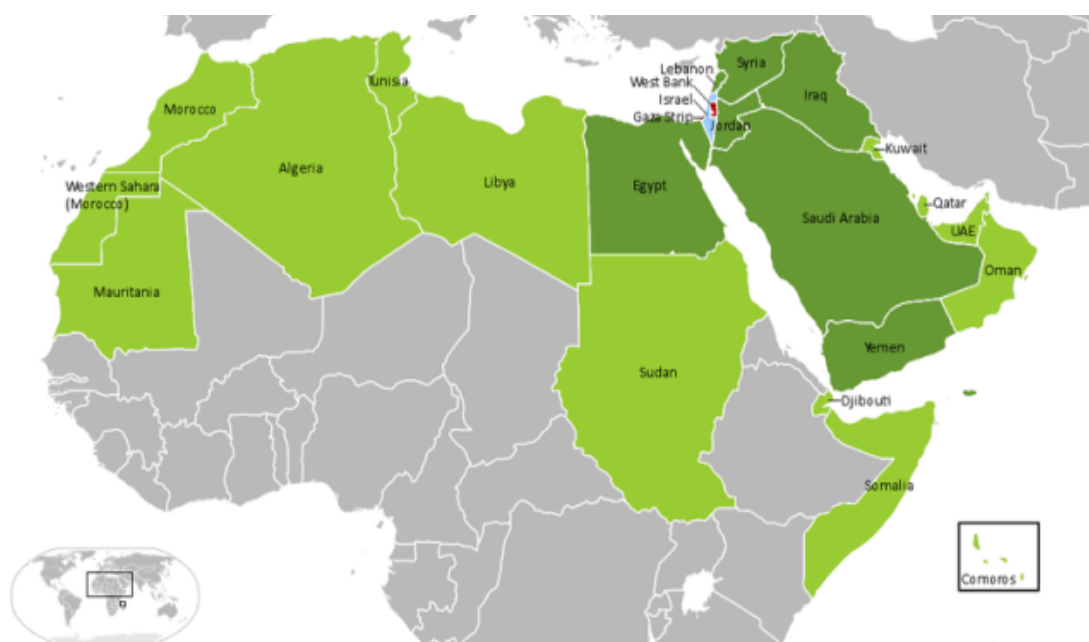 Lebanon
West Bank
Israel
Gaza Strip
Syria
Iraq
Jordan
Kuwait
Tunisia
Morocco
Algeria
Libya
Egypt
Western Sahara
(Morocco)
Qatar
Saudi Arabia
UAE
Oman
Mauritania
Yemen
Sudan
Djibouti
Somalia
Comoros